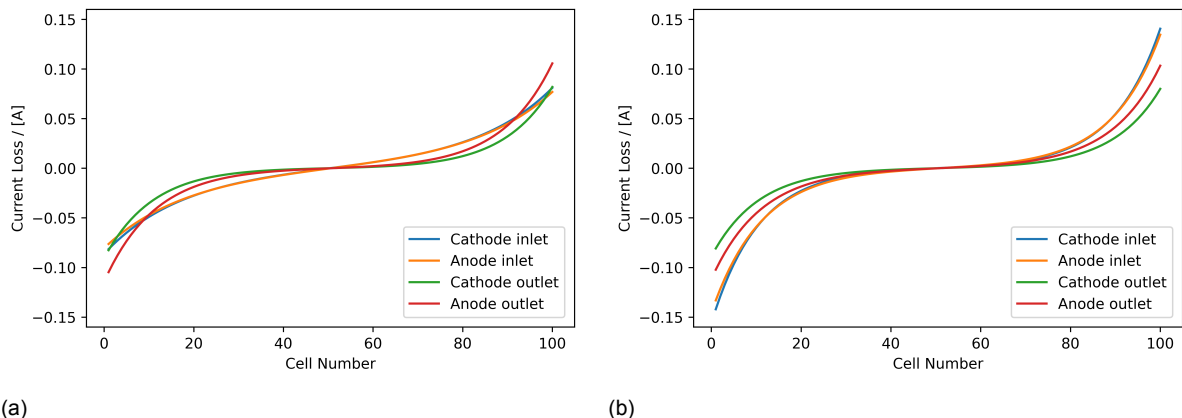 0.15
0.10
0.05
0.00
−0.05
−0.10
−0.15
Current Loss / [A]
Cathode inlet
Anode inlet
Cathode outlet
Anode outlet
0 20 40 60 80 100
Cell Number
(a)
0.15
0.10
0.05
0.00
−0.05
−0.10
−0.15
Current Loss / [A]
Cathode inlet
Anode inlet
Cathode outlet
Anode outlet
0 20 40 60 80 100
Cell Number
(b)